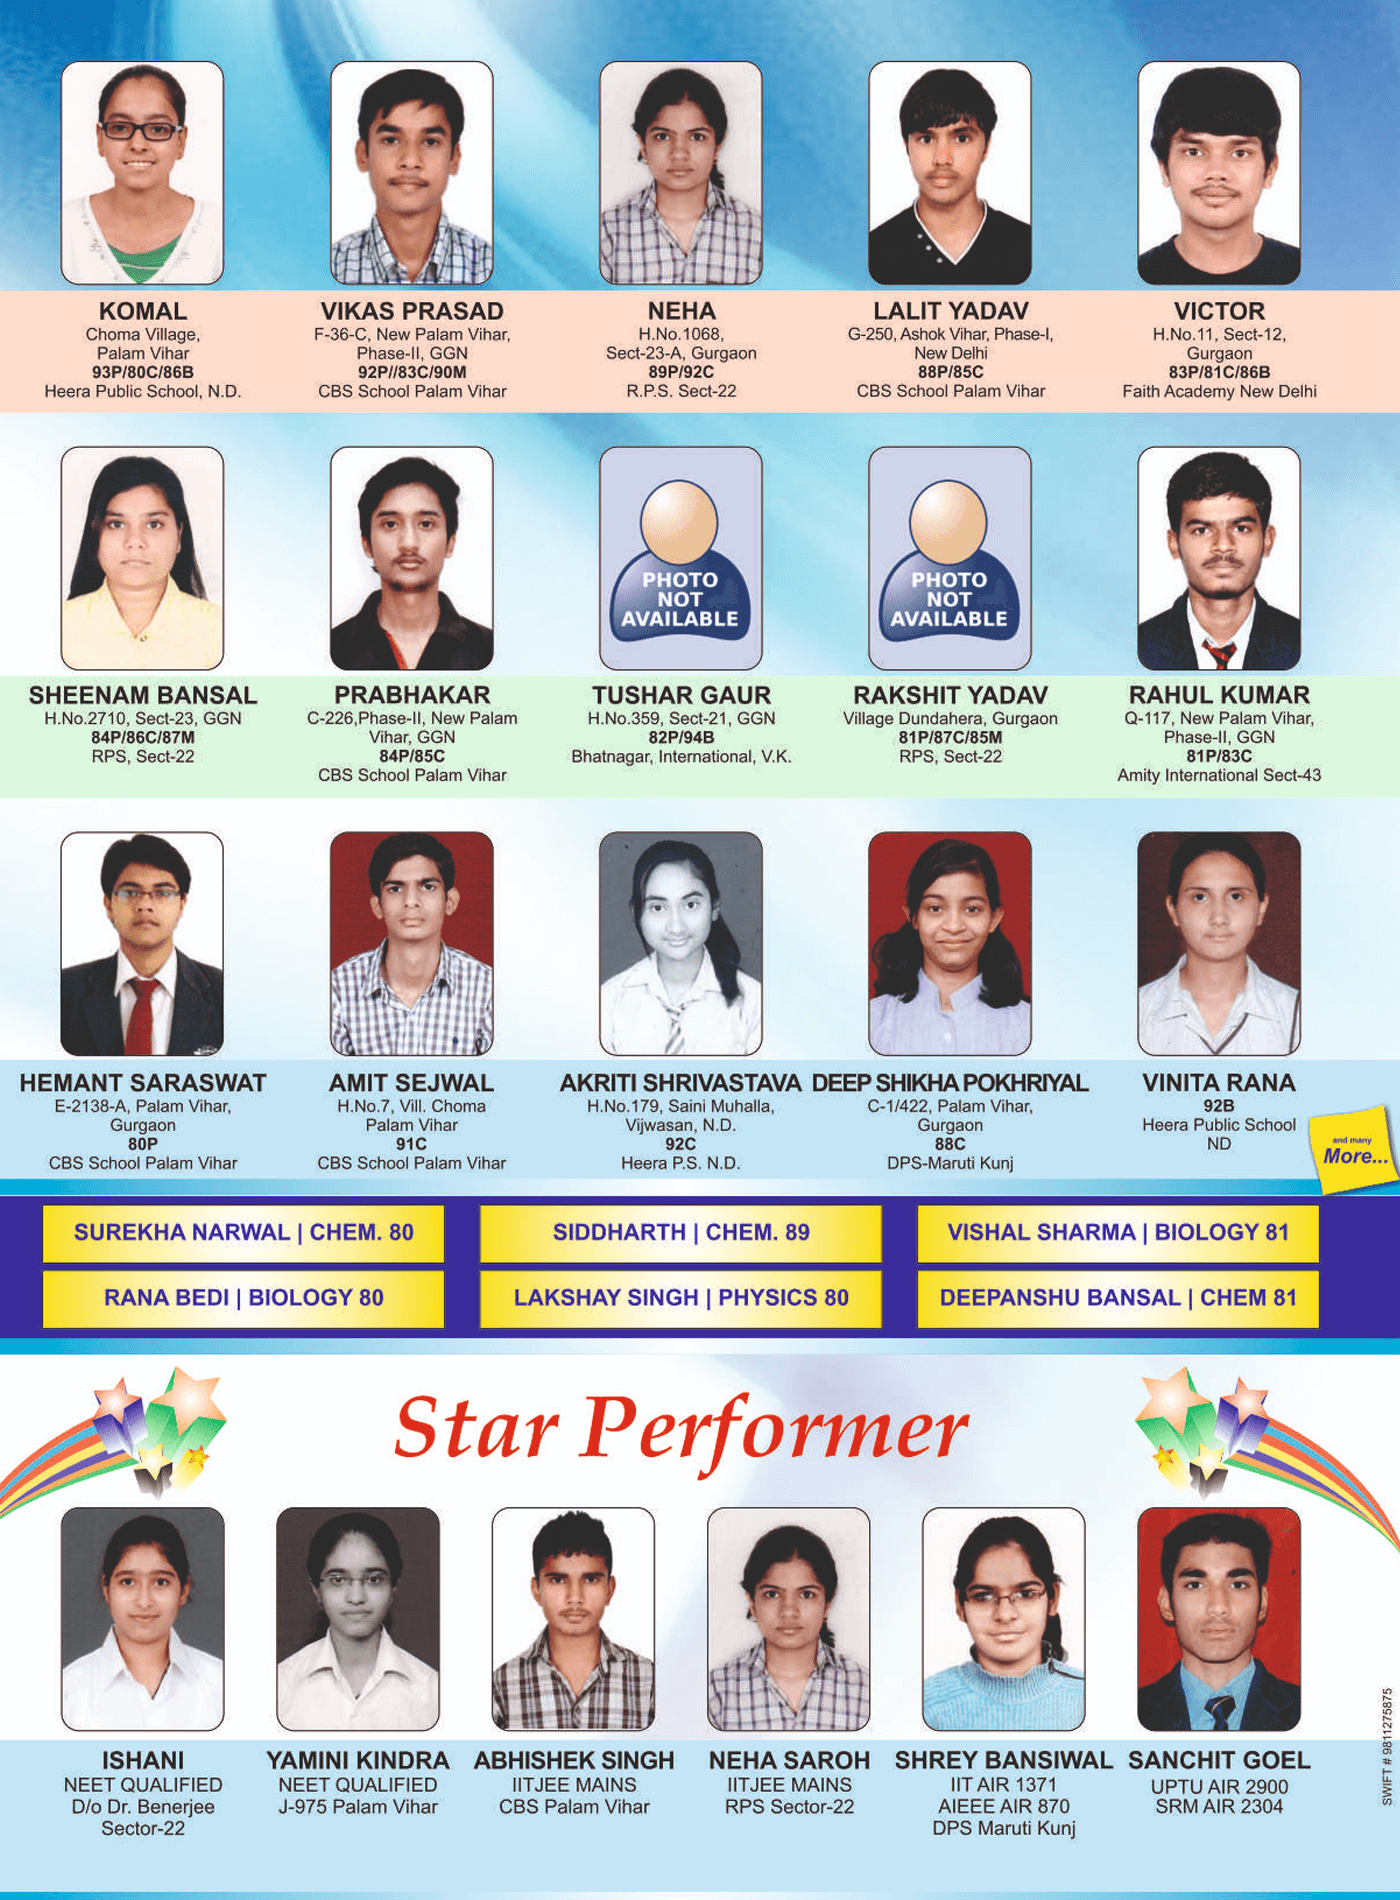 KOMAL
Choma Village,
Palam Vihar
93P/80C/86B
Heera Public School, N.D.
VIKAS PRASAD
F-36-C, New Palam Vihar,
Phase-II, GGN
92P//83C/90M
CBS School Palam Vihar
NEHA
H.No.1068,
Sect-23-A, Gurgaon
89P/92C
R.P.S. Sect-22
LALIT YADAV
G-250, Ashok Vihar, Phase-I,
New Delhi
88P/85C
CBS School Palam Vihar
VICTOR
H.No.11, Sect-12,
Gurgaon
83P/81C/86B
Faith Academy New Delhi
SHEENAM BANSAL
H.No.2710, Sect-23, GGN
84P/86C/87M
RPS, Sect-22
PRABHAKAR
C-226,Phase-II, New Palam
Vihar, GGN
84P/85C
CBS School Palam Vihar
PHOTO
NOT
AVAILABLE
TUSHAR GAUR
H.No.359, Sect-21, GGN
82P/94B
Bhatnagar, International, V.K.
PHOTO
NOT
AVAILABLE
RAKSHIT YADAV
Village Dundahera, Gurgaon
81P/87C/85M
RPS, Sect-22
RAHUL KUMAR
Q-117, New Palam Vihar,
Phase-II, GGN
81P/83C
Amity International Sect-43
HEMANT SARASWAT
E-2138-A, Palam Vihar,
Gurgaon
80P
CBS School Palam Vihar
AMIT SEJWAL
H.No.7, Vill. Choma
Palam Vihar
91C
CBS School Palam Vihar
AKRITI SHRIVASTAVA
H.No.179, Saini Muhalla,
Vijwasan, N.D.
92C
Heera P.S. N.D.
DEEP SHIKHA POKHRIYAL
C-1/422, Palam Vihar,
Gurgaon
88C
DPS-Maruti Kunj
VINITA RANA
92B
Heera Public School
ND
and many
More...
SUREKHA NARWAL | CHEM. 80
SIDDHARTH | CHEM. 89
VISHAL SHARMA | BIOLOGY 81
RANA BEDI | BIOLOGY 80
LAKSHAY SINGH | PHYSICS 80
DEEPANSHU BANSAL | CHEM 81
Star Performer
ISHANI
NEET QUALIFIED
D/o Dr. Benerjee
Sector-22
YAMINI KINDRA
NEET QUALIFIED
J-975 Palam Vihar
ABHISHEK SINGH
IITJEE MAINS
CBS Palam Vihar
NEHA SAROH
IITJEE MAINS
RPS Sector-22
SHREY BANSIWAL
IIT AIR 1371
AIEEE AIR 870
DPS Maruti Kunj
SANCHIT GOEL
UPTU AIR 2900
SRM AIR 2304
SWIFT # 9811275875